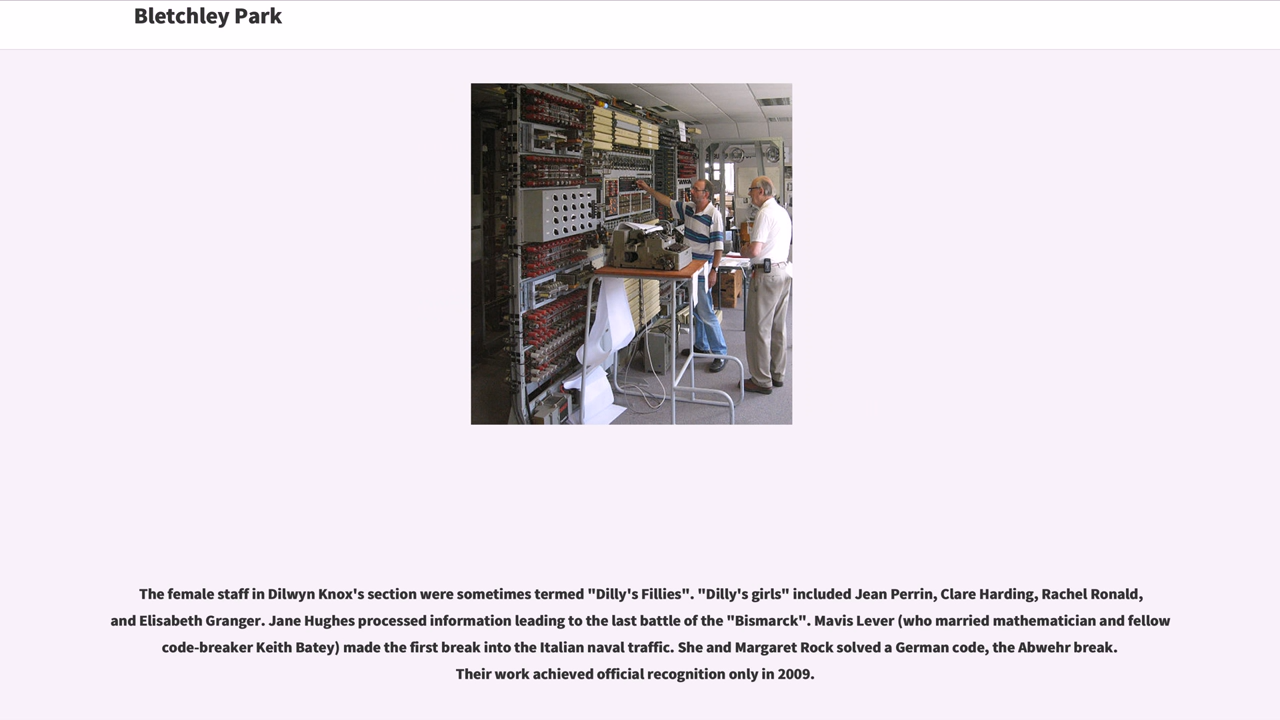 Bletchley Park
The female staff in Dilwyn Knox's section were sometimes termed "Dilly's Fillies". "Dilly's girls" included Jean Perrin, Clare Harding, Rachel Ronald,
and Elisabeth Granger. Jane Hughes processed information leading to the last battle of the "Bismarck". Mavis Lever (who married mathematician and fellow
code-breaker Keith Batey) made the first break into the Italian naval traffic. She and Margaret Rock solved a German code, the Abwehr break.
Their work achieved official recognition only in 2009.